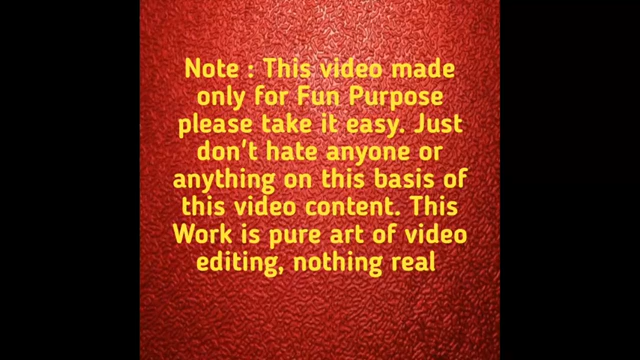 Note : This video made
only for Fun Purpose
please take it easy. Just
don't hate anyone or
anything on this basis of
this video content. This
Work is pure art of video
editing, nothing real